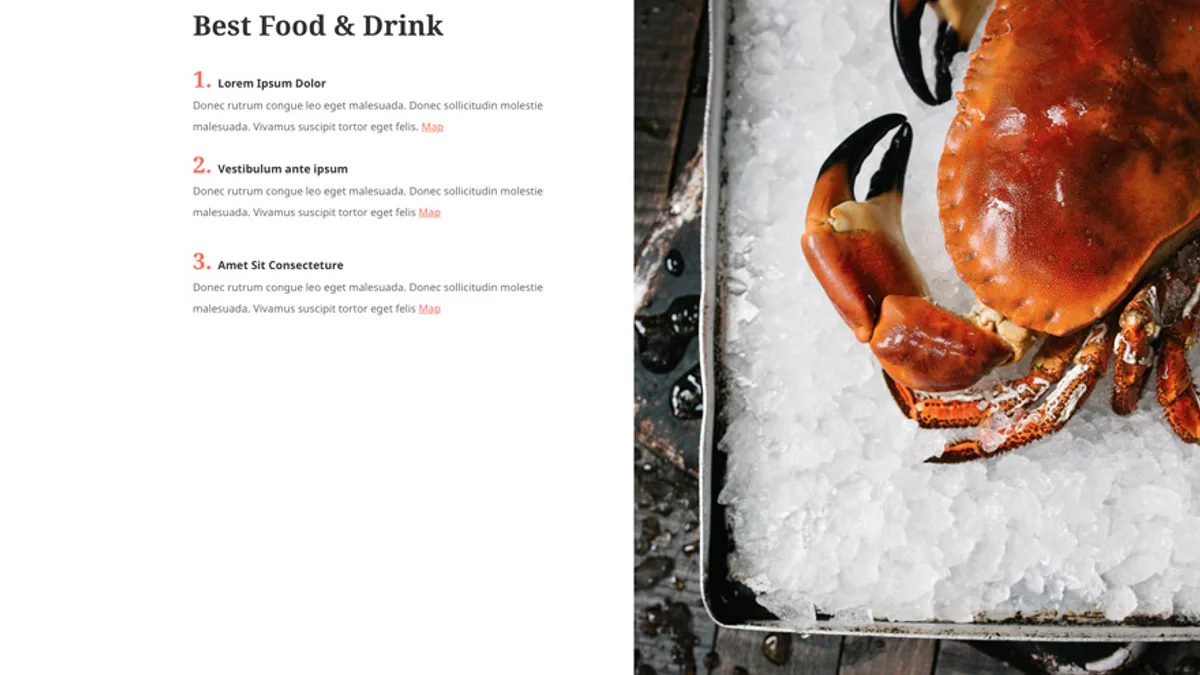 Best Food & Drink
1. Lorem Ipsum Dolor
Donec rutrum congue leo eget malesuada. Donec sollicitudin molestie
malesuada. Vivamus suscipit tortor eget felis. Map
2. Vestibulum ante ipsum
Donec rutrum congue leo eget malesuada. Donec sollicitudin molestie
malesuada. Vivamus suscipit tortor eget felis Map
3. Amet Sit Consecteture
Donec rutrum congue leo eget malesuada. Donec sollicitudin molestie
malesuada. Vivamus suscipit tortor eget felis Map